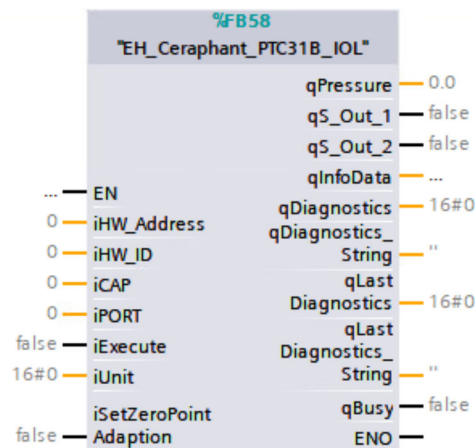 %FB58
"EH_Ceraphant_PTC31B_IOL"
qPressure 0.0
qS_Out_1 false
qS_Out_2 false
qInfoData ...
... EN
qDiagnostics 16#0
0 iHW_Address
qDiagnostics_
String ''
0 iHW_ID
qLast
Diagnostics 16#0
0 iCAP
0 iPORT
qLast
Diagnostics_
String ''
false iExecute
16#0 iUnit
qBusy false
iSetZeroPoint
false Adaption
ENO